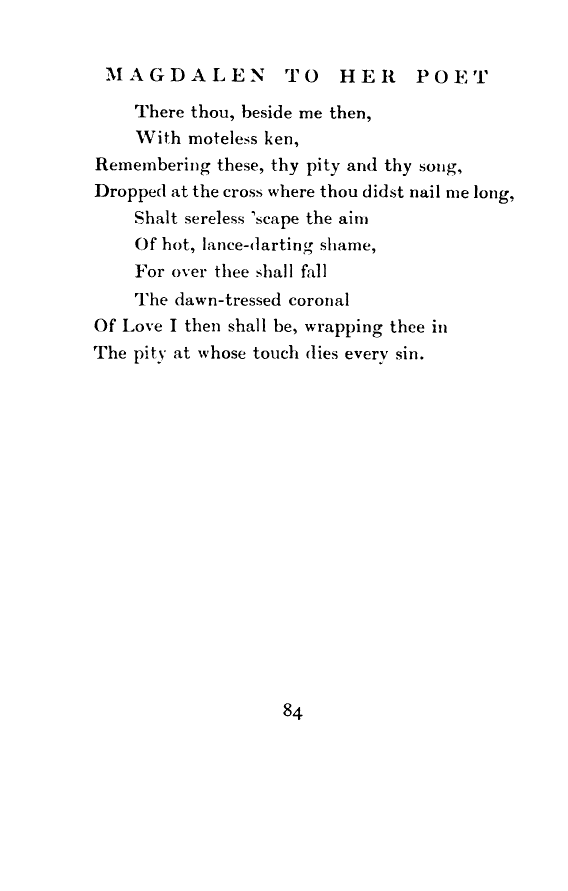 MAGDALEN TO HER POET
There thou, beside me then,
With moteless ken,
Remembering these, thy pity and thy song,
Dropped at the cross where thou didst nail me long,
Shalt sereless 'scape the aim
Of hot, lance-darting shame,
For over thee shall fall
The dawn-tressed coronal
Of Love I then shall be, wrapping thee in
The pity at whose touch dies every sin.
84